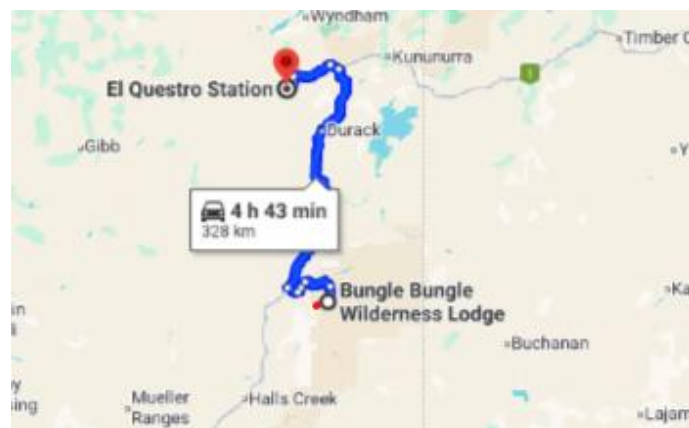 Wyndham
Timber C
Kununurra
1
El Questro Station
Durack
Gibb
Y
4 h 43 min
328 km
Bungle Bungle
Wilderness Lodge
Ka
in
Buchanan
y
ing
Mueller
Ranges
Halls Creek
Lajam